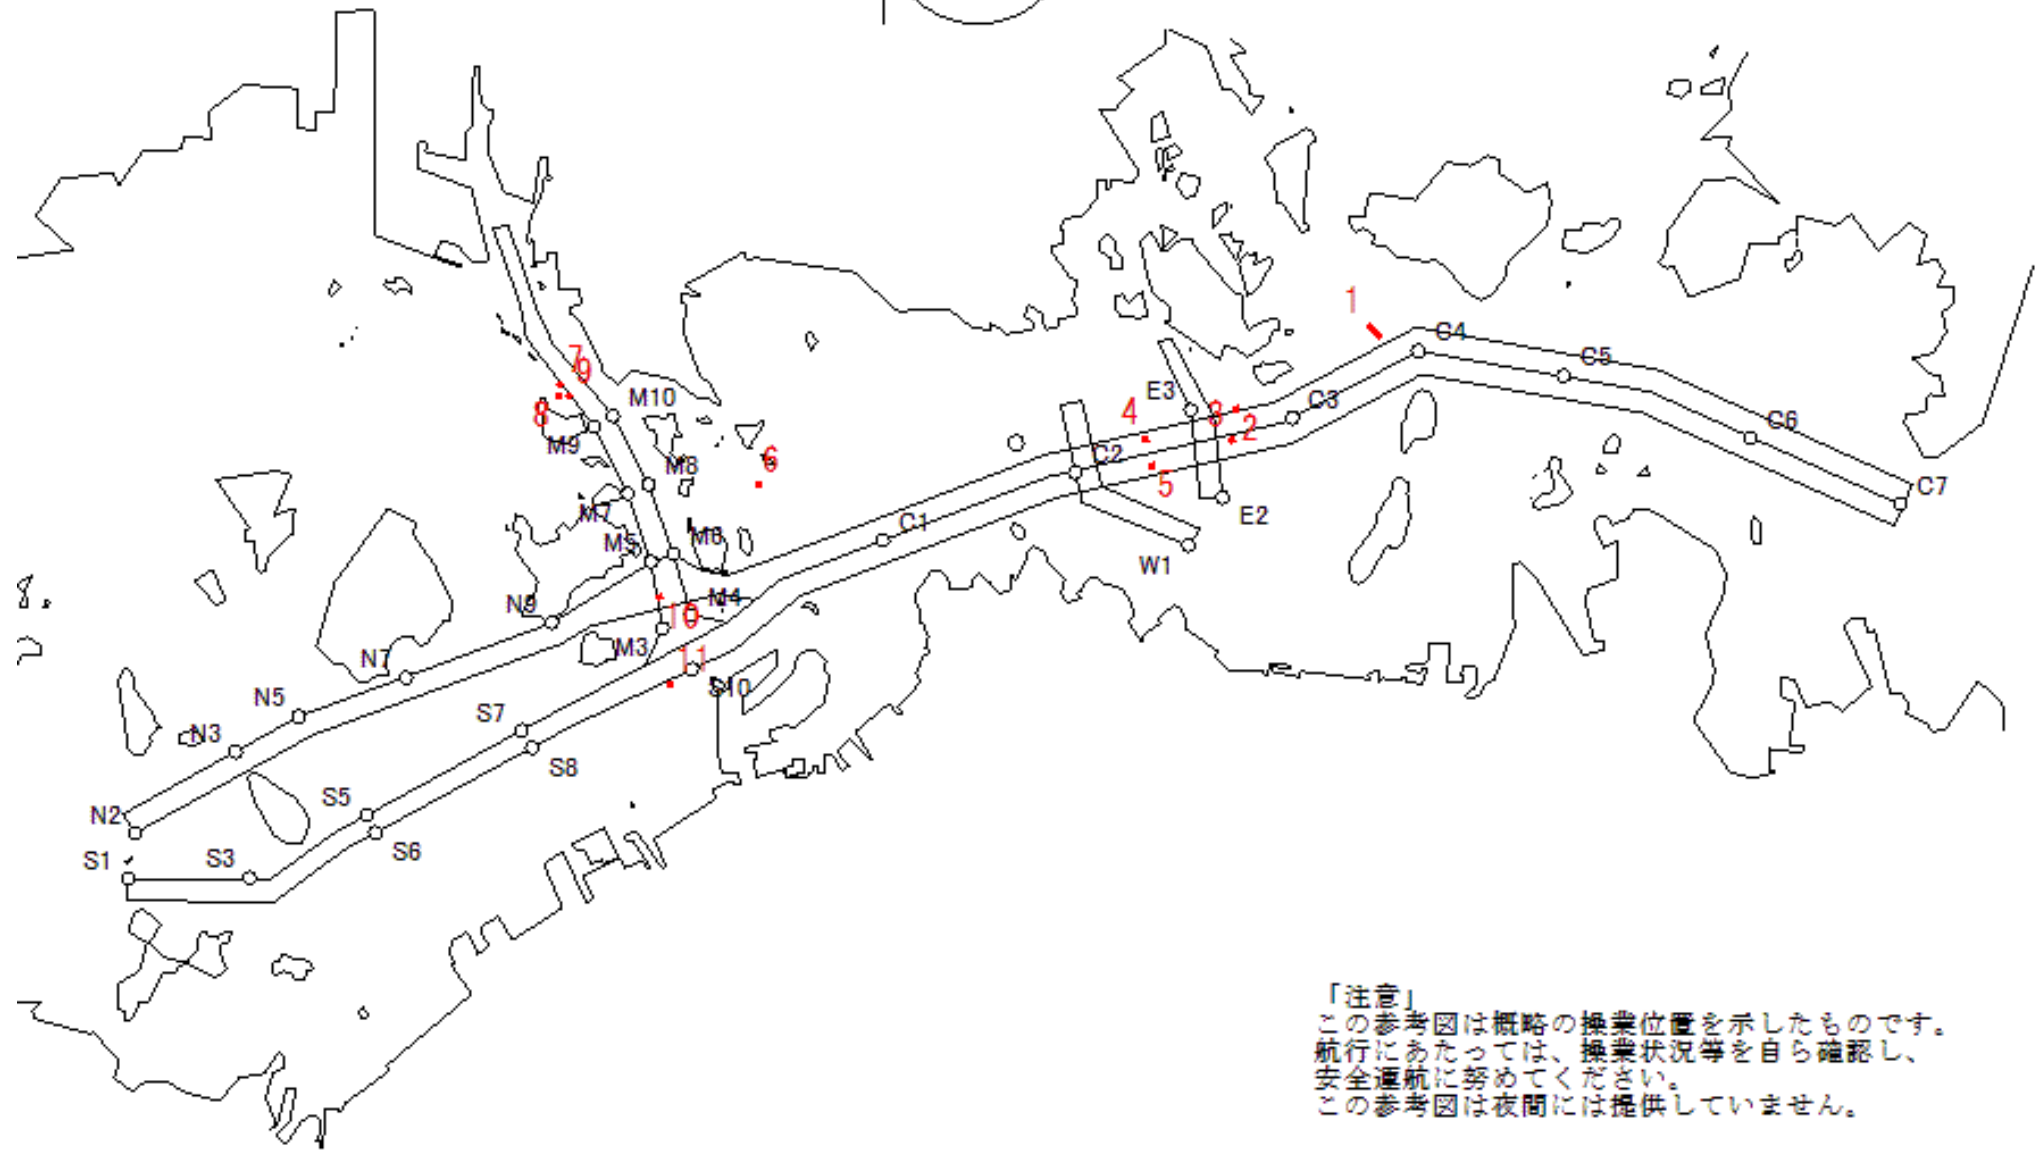 1
C4
C5
E3
3
C3
4
2
C6
7
9
M10
8
M9
C2
6
M8
5
C7
M7
C1
E2
M5
M6
W1
N9
M4
10
M3
N7
11
S10
N5
S7
N3
S8
S5
N2
S6
S1
S3
「注意」
この参考図は概略の操業位置を示したものです。
航行にあたっては、操業状況等を自ら確認し、
安全運航に努めてください。
この参考図は夜間には提供していません。